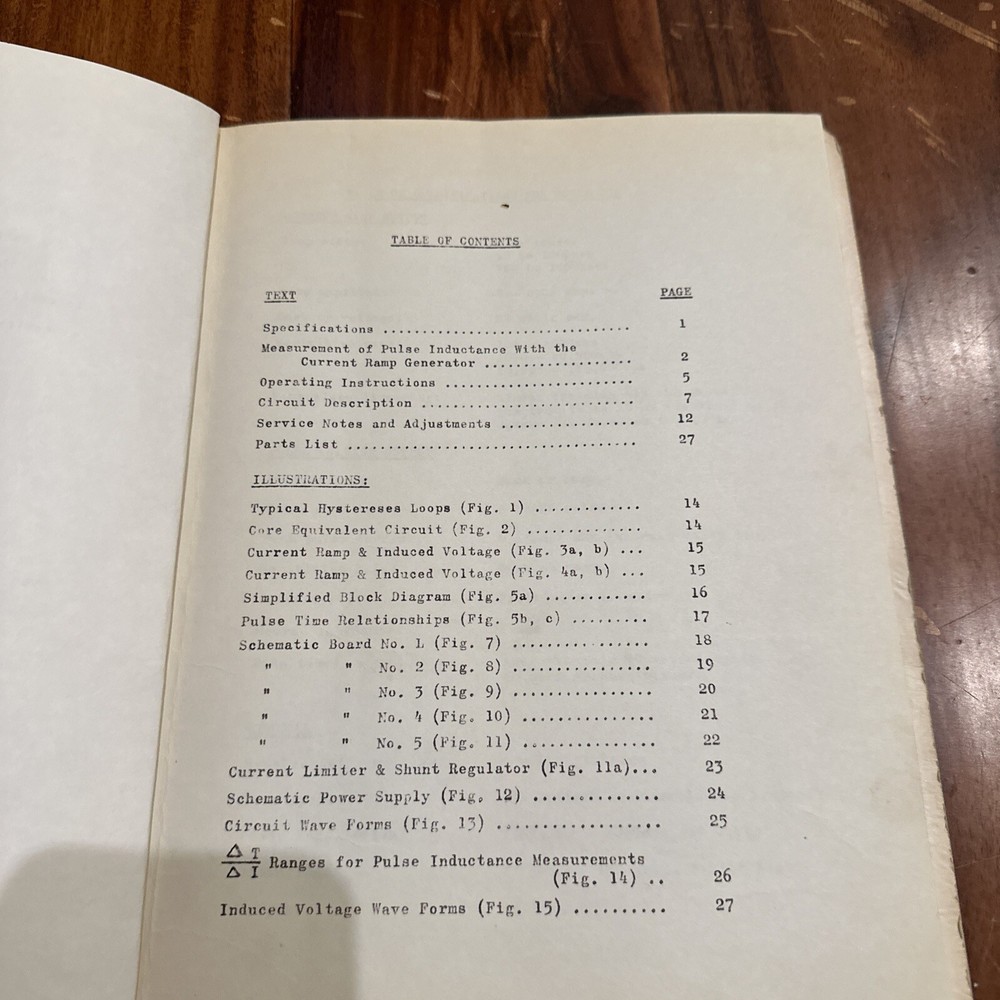 TABLE OF CONTENTS
TEXT PAGE
Specifications ................................ 1
Measurement of Pulse Inductance With the
Current Ramp Generator ................... 2
Operating Instructions ......................... 5
Circuit Description ............................ 7
Service Notes and Adjustments .................. 12
Parts List ..................................... 27
ILLUSTRATIONS:
Typical Hystereses Loops (Fig. 1) ............. 14
Core Equivalent Circuit (Fig. 2) .............. 14
Current Ramp & Induced Voltage (Fig. 3a, b) ... 15
Current Ramp & Induced Voltage (Fig. 4a, b) ... 15
Simplified Block Diagram (Fig. 5a) ............ 16
Pulse Time Relationships (Fig. 5b, c) ......... 17
Schematic Board No. 1 (Fig. 7) ................ 18
" " No. 2 (Fig. 8) ................ 19
" " No. 3 (Fig. 9) ................ 20
" " No. 4 (Fig. 10) ............... 21
" " No. 5 (Fig. 11) ............... 22
Current Limiter & Shunt Regulator (Fig. 11a)... 23
Schematic Power Supply (Fig. 12) .............. 24
Circuit Wave Forms (Fig. 13) .................. 25
Δ T
Δ I Ranges for Pulse Inductance Measurements
(Fig. 14) .. 26
Induced Voltage Wave Forms (Fig. 15) .......... 27